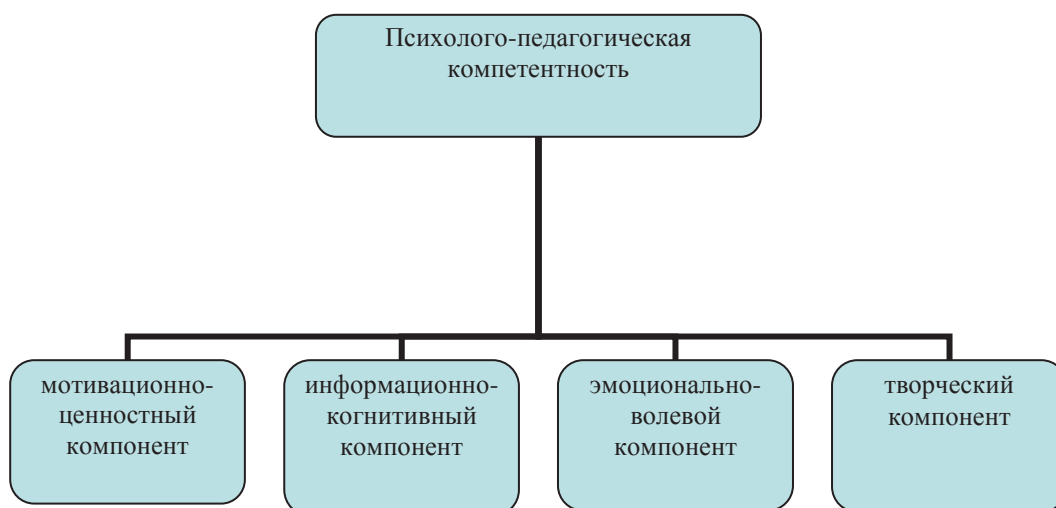 Психолого-педагогическая
компетентность
мотивационно-
ценностный
компонент
информационно-
когнитивный
компонент
эмоционально-
волевой
компонент
творческий
компонент